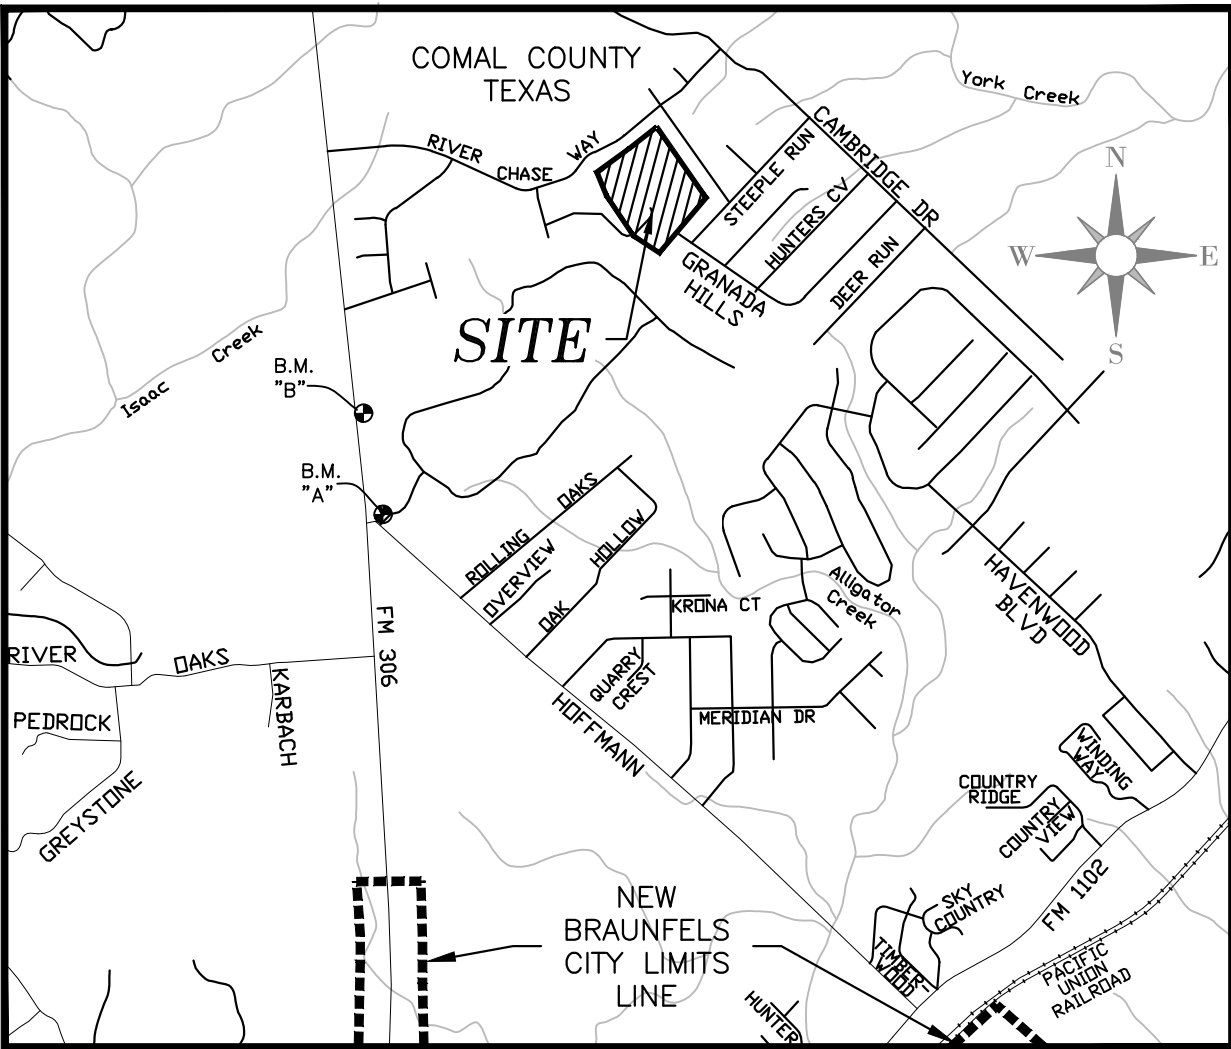 COMAL COUNTY
TEXAS
York Creek
CAMBRIDGE DR
RIVER CHASE WAY
STEEPLE RUN
HUNTERS CV
DEER RUN
N
W
E
S
GRANADA
HILLS
SITE
Isaac Creek
B.M.
"B"
B.M.
"A"
ROLLING OAKS
OVERVIEW
OAK HOLLOW
KRONA CT
Alligator
Creek
HAVENWOOD
BLVD
FM 306
RIVER OAKS
KARBACH
PEDROCK
GREYSTONE
QUARRY
CREST
MERIDIAN DR
HOFFMANN
WINDING
WAY
COUNTRY
RIDGE
COUNTRY
VIEW
FM 1102
SKY
COUNTRY
TIMBER-
WOOD
NEW
BRAUNFELS
CITY LIMITS
LINE
PACIFIC
UNION
RAILROAD
HUNTER